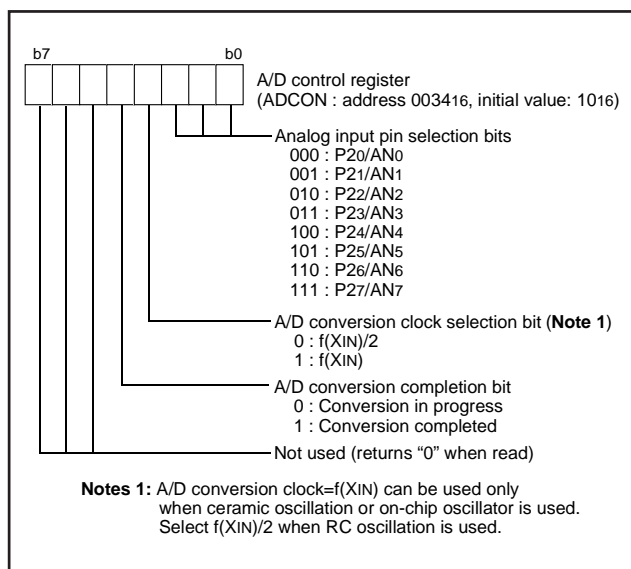 b7 b0
A/D control register
(ADCON : address 003416, initial value: 1016)
Analog input pin selection bits
000 : P20/AN0
001 : P21/AN1
010 : P22/AN2
011 : P23/AN3
100 : P24/AN4
101 : P25/AN5
110 : P26/AN6
111 : P27/AN7
A/D conversion clock selection bit (Note 1)
0 : f(XIN)/2
1 : f(XIN)
A/D conversion completion bit
0 : Conversion in progress
1 : Conversion completed
Not used (returns “0” when read)
Notes 1: A/D conversion clock=f(XIN) can be used only
when ceramic oscillation or on-chip oscillator is used.
Select f(XIN)/2 when RC oscillation is used.